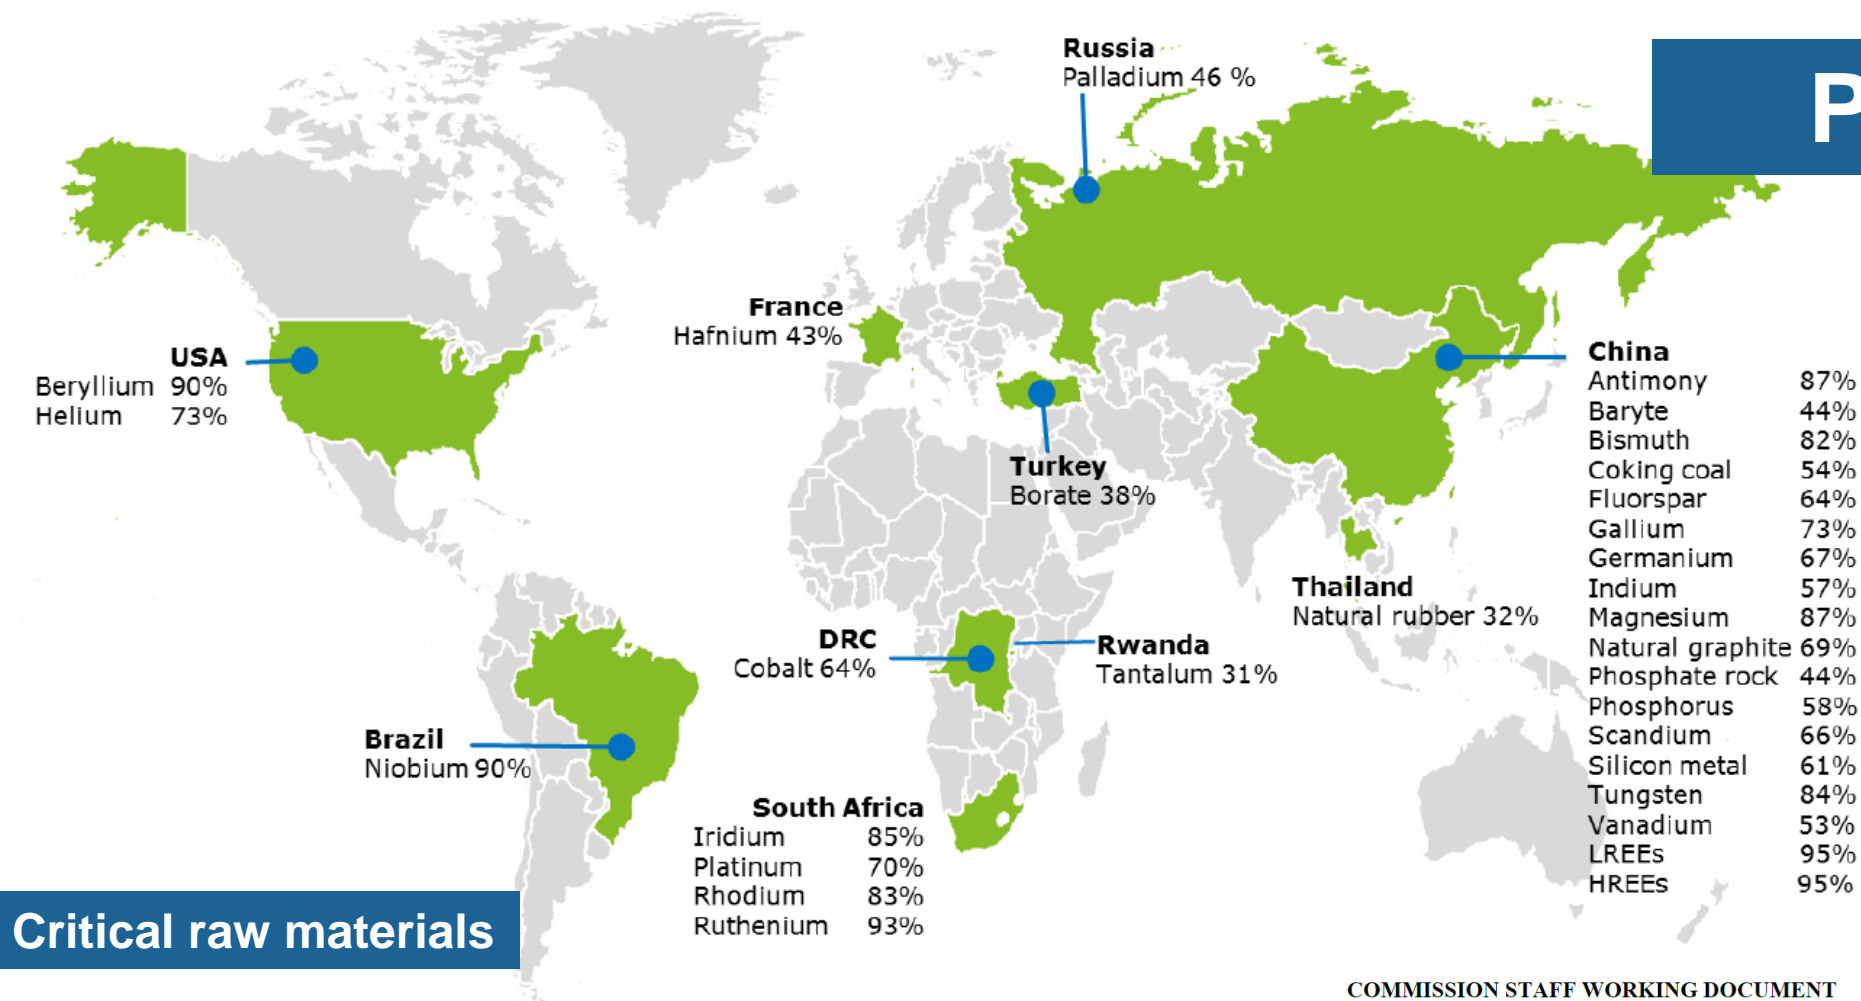 Russia
Palladium 46 %
P
France
Hafnium 43%
USA
Beryllium 90%
Helium 73%
Turkey
Borate 38%
China
Antimony 87%
Baryte 44%
Bismuth 82%
Coking coal 54%
Fluorspar 64%
Gallium 73%
Germanium 67%
Indium 57%
Magnesium 87%
Natural graphite 69%
Phosphate rock 44%
Phosphorus 58%
Scandium 66%
Silicon metal 61%
Tungsten 84%
Vanadium 53%
LREEs 95%
HREEs 95%
Thailand
Natural rubber 32%
DRC
Cobalt 64%
Rwanda
Tantalum 31%
Brazil
Niobium 90%
South Africa
Iridium 85%
Platinum 70%
Rhodium 83%
Ruthenium 93%
Critical raw materials
COMMISSION STAFF WORKING DOCUMENT